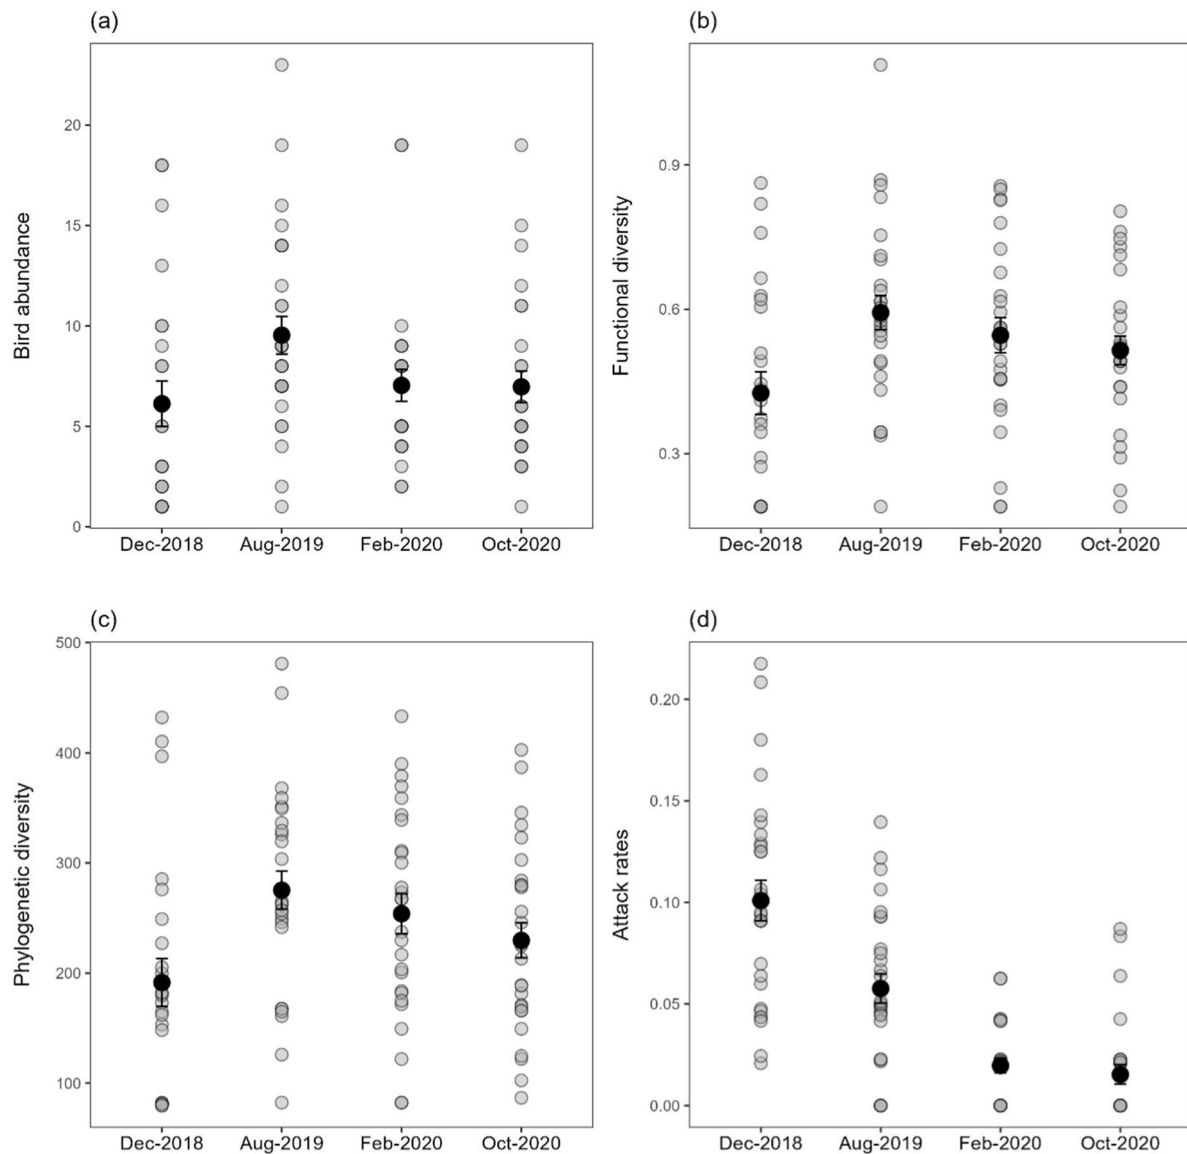 (a)
Bird abundance
20
15
10
5
0
Dec-2018 Aug-2019 Feb-2020 Oct-2020
(b)
Functional diversity
0.9
0.6
0.3
Dec-2018 Aug-2019 Feb-2020 Oct-2020
(c)
Phylogenetic diversity
500
400
300
200
100
Dec-2018 Aug-2019 Feb-2020 Oct-2020
(d)
Attack rates
0.20
0.15
0.10
0.05
0.00
Dec-2018 Aug-2019 Feb-2020 Oct-2020